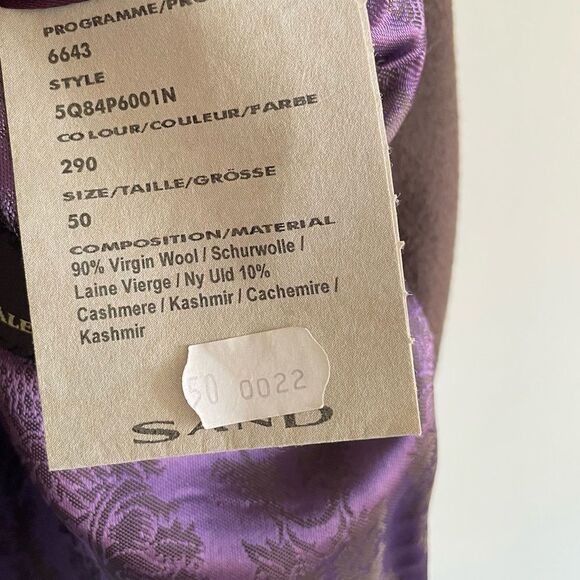 PROGRAMME/
6643
STYLE
5Q84P6001N
COLOUR/COULEUR/FARBE
290
SIZE/TAILLE/GRÖSSE
50
COMPOSITION/MATERIAL
90% Virgin Wool / Schurwolle /
Laine Vierge / Ny Uld 10%
Cashmere / Kashmir / Cachemire /
Kashmir
50 0022
SAND